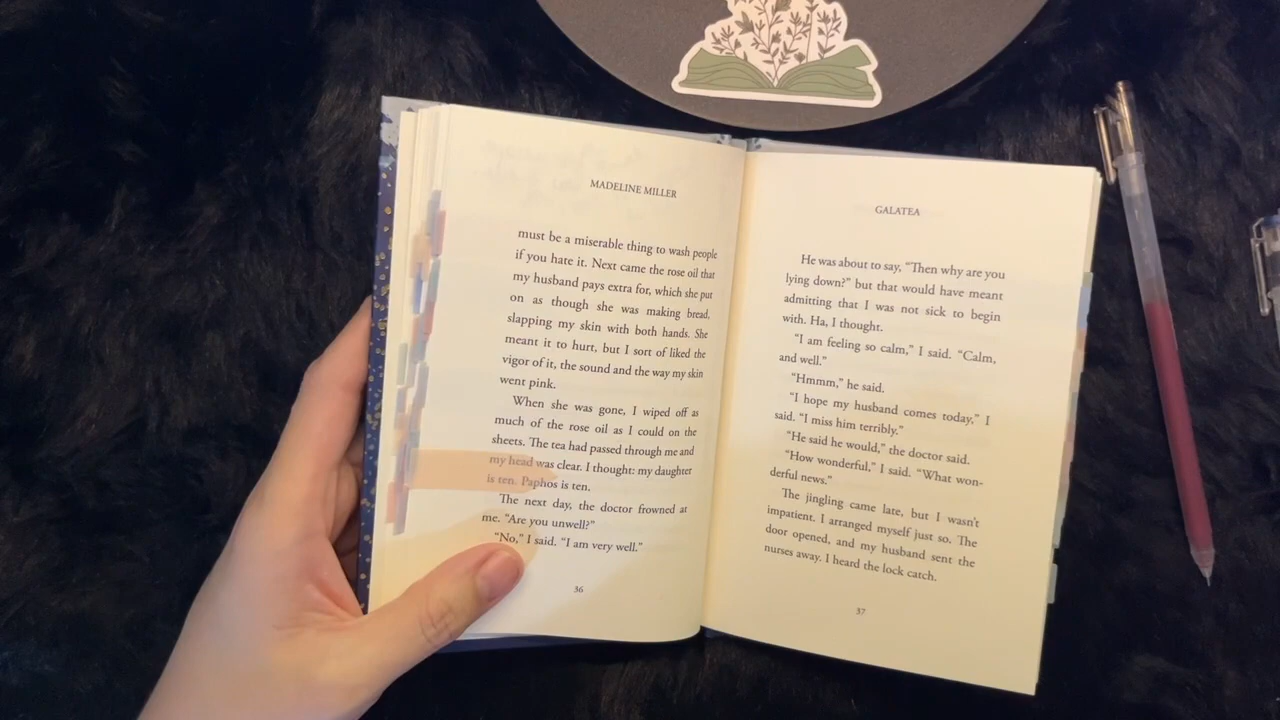 MADELINE MILLER
must be a miserable thing to wash people
if you hate it. Next came the rose oil that
my husband pays extra for, which she put
on as though she was making bread,
slapping my skin with both hands. She
meant it to hurt, but I sort of liked the
vigor of it, the sound and the way my skin
went pink.
When she was gone, I wiped off as
much of the rose oil as I could on the
sheets. The tea had passed through me and
my head was clear. I thought: my daughter
is ten. Paphos is ten.
The next day, the doctor frowned at
me. “Are you unwell?”
“No,” I said. “I am very well.”
36
GALATEA
He was about to say, “Then why are you
lying down?” but that would have meant
admitting that I was not sick to begin
with. Ha, I thought.
“I am feeling so calm,” I said. “Calm,
and well.”
“Hmmm,” he said.
“I hope my husband comes today,” I
said. “I miss him terribly.”
“He said he would,” the doctor said.
“How wonderful,” I said. “What won-
derful news.”
The jingling came late, but I wasn’t
impatient. I arranged myself just so. The
door opened, and my husband sent the
nurses away. I heard the lock catch.
37